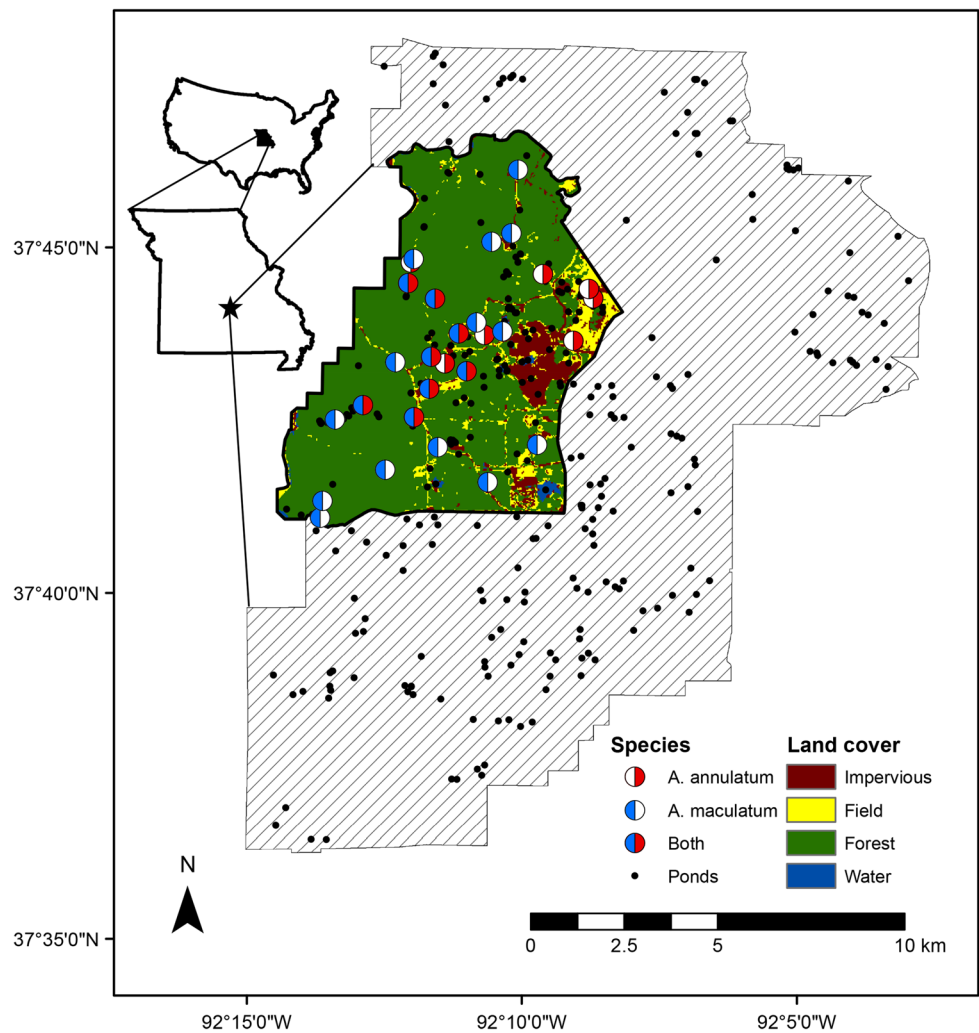 37°45'0"N
37°40'0"N
37°35'0"N
Species
A. annulatum
A. maculatum
Both
Ponds
Land cover
Impervious
Field
Forest
Water
N
0 2.5 5 10 km
92°15'0"W 92°10'0"W 92°5'0"W